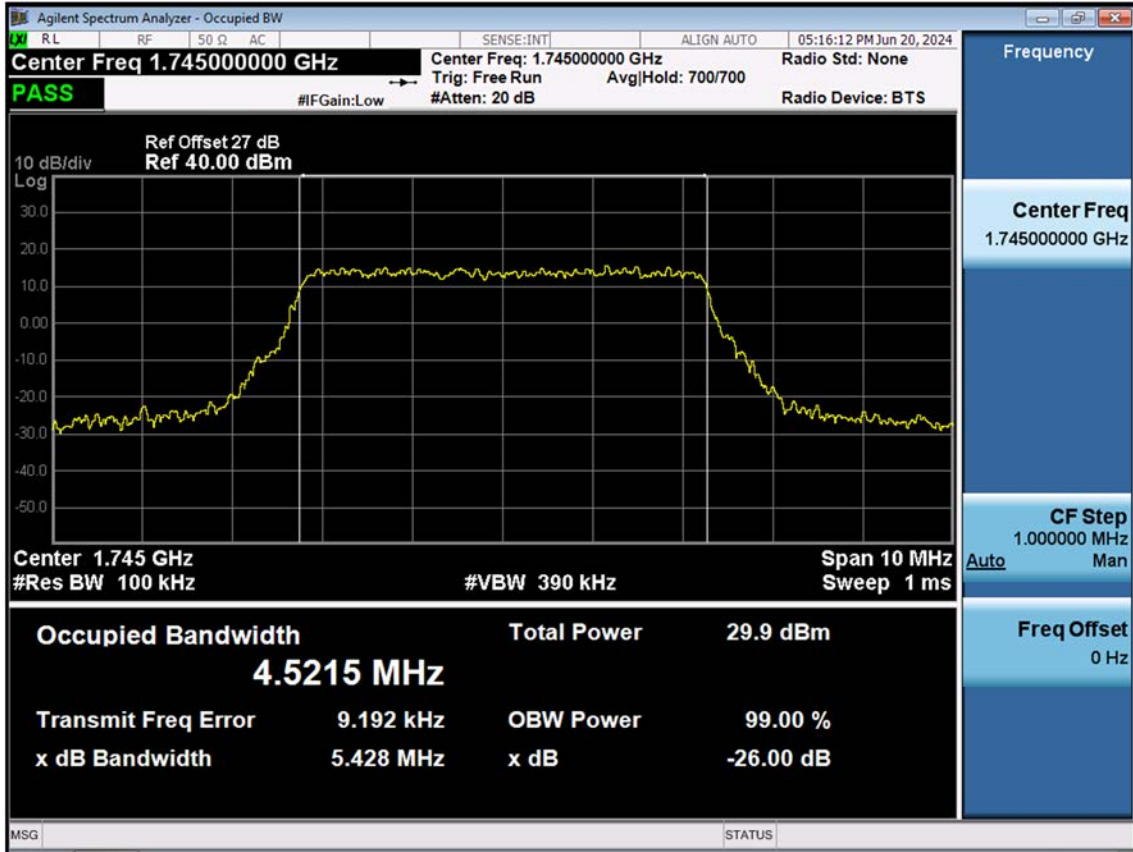 Agilent Spectrum Analyzer - Occupied BW
LXI RL RF 50 Ω AC SENSE:INT ALIGN AUTO 05:16:12 PM Jun 20, 2024
Center Freq 1.745000000 GHz
PASS
#IFGain:Low
Center Freq: 1.745000000 GHz
Trig: Free Run Avg|Hold: 700/700
#Atten: 20 dB
Radio Std: None
Radio Device: BTS
Ref Offset 27 dB
10 dB/div Ref 40.00 dBm
Log
30.0
20.0
10.0
0.00
-10.0
-20.0
-30.0
-40.0
-50.0
Center 1.745 GHz Span 10 MHz
#Res BW 100 kHz #VBW 390 kHz Sweep 1 ms
Occupied Bandwidth Total Power 29.9 dBm
4.5215 MHz
Transmit Freq Error 9.192 kHz OBW Power 99.00 %
x dB Bandwidth 5.428 MHz x dB -26.00 dB
MSG STATUS
Frequency
Center Freq
1.745000000 GHz
CF Step
1.000000 MHz
Auto Man
Freq Offset
0 Hz